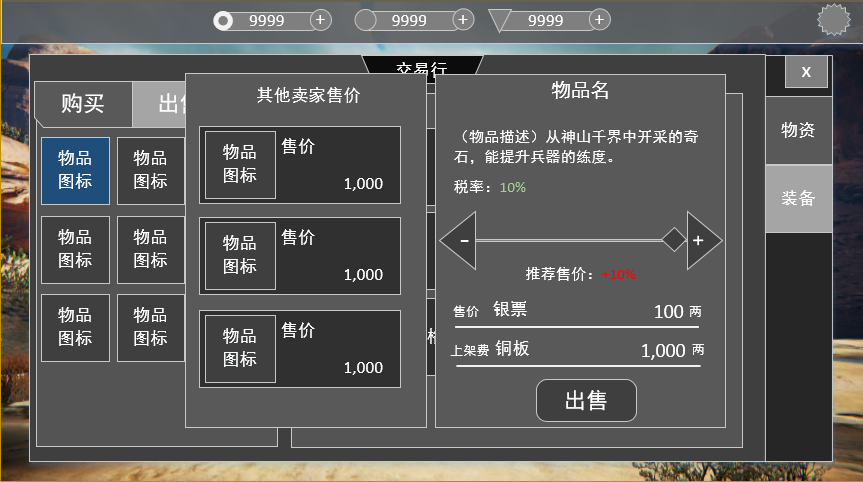 9999 +
9999 +
9999 +
交易行
X
购买
出售
物品
图标
物品
图标
物品
图标
物品
图标
物品
图标
物品
图标
其他卖家售价
物品
图标
售价
1,000
物品
图标
售价
1,000
物品
图标
售价
1,000
物品名
（物品描述）从神山千界中开采的奇
石，能提升兵器的练度。
税率：10%
- +
推荐售价：+10%
售价 银票 100 两
上架费 铜板 1,000 两
出售
物资
装备